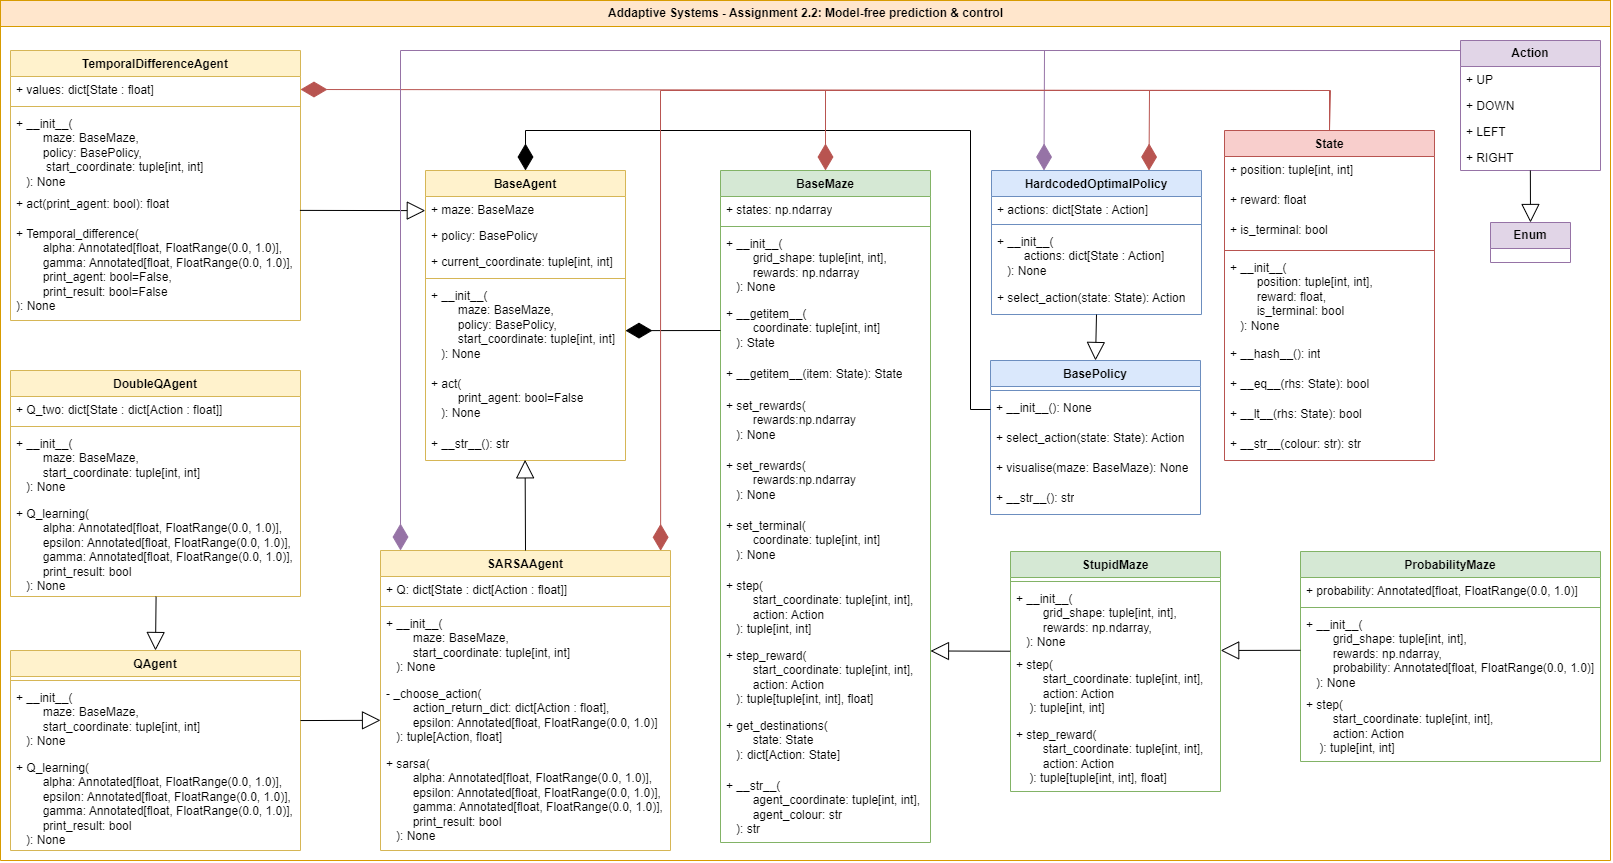 Addaptive Systems - Assignment 2.2: Model-free prediction & control
TemporalDifferenceAgent
+ values: dict[State : float]
+ __init__(
maze: BaseMaze,
policy: BasePolicy,
start_coordinate: tuple[int, int]
): None
+ act(print_agent: bool): float
+ Temporal_difference(
alpha: Annotated[float, FloatRange(0.0, 1.0)],
gamma: Annotated[float, FloatRange(0.0, 1.0)],
print_agent: bool=False,
print_result: bool=False
): None
DoubleQAgent
+ Q_two: dict[State : dict[Action : float]]
+ __init__(
maze: BaseMaze,
start_coordinate: tuple[int, int]
): None
+ Q_learning(
alpha: Annotated[float, FloatRange(0.0, 1.0)],
epsilon: Annotated[float, FloatRange(0.0, 1.0)],
gamma: Annotated[float, FloatRange(0.0, 1.0)],
print_result: bool
): None
QAgent
+ __init__(
maze: BaseMaze,
start_coordinate: tuple[int, int]
): None
+ Q_learning(
alpha: Annotated[float, FloatRange(0.0, 1.0)],
epsilon: Annotated[float, FloatRange(0.0, 1.0)],
gamma: Annotated[float, FloatRange(0.0, 1.0)],
print_result: bool
): None
BaseAgent
+ maze: BaseMaze
+ policy: BasePolicy
+ current_coordinate: tuple[int, int]
+ __init__(
maze: BaseMaze,
policy: BasePolicy,
start_coordinate: tuple[int, int]
): None
+ act(
print_agent: bool=False
): None
+ __str__(): str
SARSAAgent
+ Q: dict[State : dict[Action : float]]
+ __init__(
maze: BaseMaze,
start_coordinate: tuple[int, int]
): None
- _choose_action(
action_return_dict: dict[Action : float],
epsilon: Annotated[float, FloatRange(0.0, 1.0)]
): tuple[Action, float]
+ sarsa(
alpha: Annotated[float, FloatRange(0.0, 1.0)],
epsilon: Annotated[float, FloatRange(0.0, 1.0)],
gamma: Annotated[float, FloatRange(0.0, 1.0)],
print_result: bool
): None
BaseMaze
+ states: np.ndarray
+ __init__(
grid_shape: tuple[int, int],
rewards: np.ndarray
): None
+ __getitem__(
coordinate: tuple[int, int]
): State
+ __getitem__(item: State): State
+ set_rewards(
rewards:np.ndarray
): None
+ set_rewards(
rewards:np.ndarray
): None
+ set_terminal(
coordinate: tuple[int, int]
): None
+ step(
start_coordinate: tuple[int, int],
action: Action
): tuple[int, int]
+ step_reward(
start_coordinate: tuple[int, int],
action: Action
): tuple[tuple[int, int], float]
+ get_destinations(
state: State
): dict[Action: State]
+ __str__(
agent_coordinate: tuple[int, int],
agent_colour: str
): str
HardcodedOptimalPolicy
+ actions: dict[State : Action]
+ __init__(
actions: dict[State : Action]
): None
+ select_action(state: State): Action
BasePolicy
+ __init__(): None
+ select_action(state: State): Action
+ visualise(maze: BaseMaze): None
+ __str__(): str
State
+ position: tuple[int, int]
+ reward: float
+ is_terminal: bool
+ __init__(
position: tuple[int, int],
reward: float,
is_terminal: bool
): None
+ __hash__(): int
+ __eq__(rhs: State): bool
+ __lt__(rhs: State): bool
+ __str__(colour: str): str
Action
+ UP
+ DOWN
+ LEFT
+ RIGHT
Enum
StupidMaze
+ __init__(
grid_shape: tuple[int, int],
rewards: np.ndarray,
): None
+ step(
start_coordinate: tuple[int, int],
action: Action
): tuple[int, int]
+ step_reward(
start_coordinate: tuple[int, int],
action: Action
): tuple[tuple[int, int], float]
ProbabilityMaze
+ probability: Annotated[float, FloatRange(0.0, 1.0)]
+ __init__(
grid_shape: tuple[int, int],
rewards: np.ndarray,
probability: Annotated[float, FloatRange(0.0, 1.0)]
): None
+ step(
start_coordinate: tuple[int, int],
action: Action
): tuple[int, int]